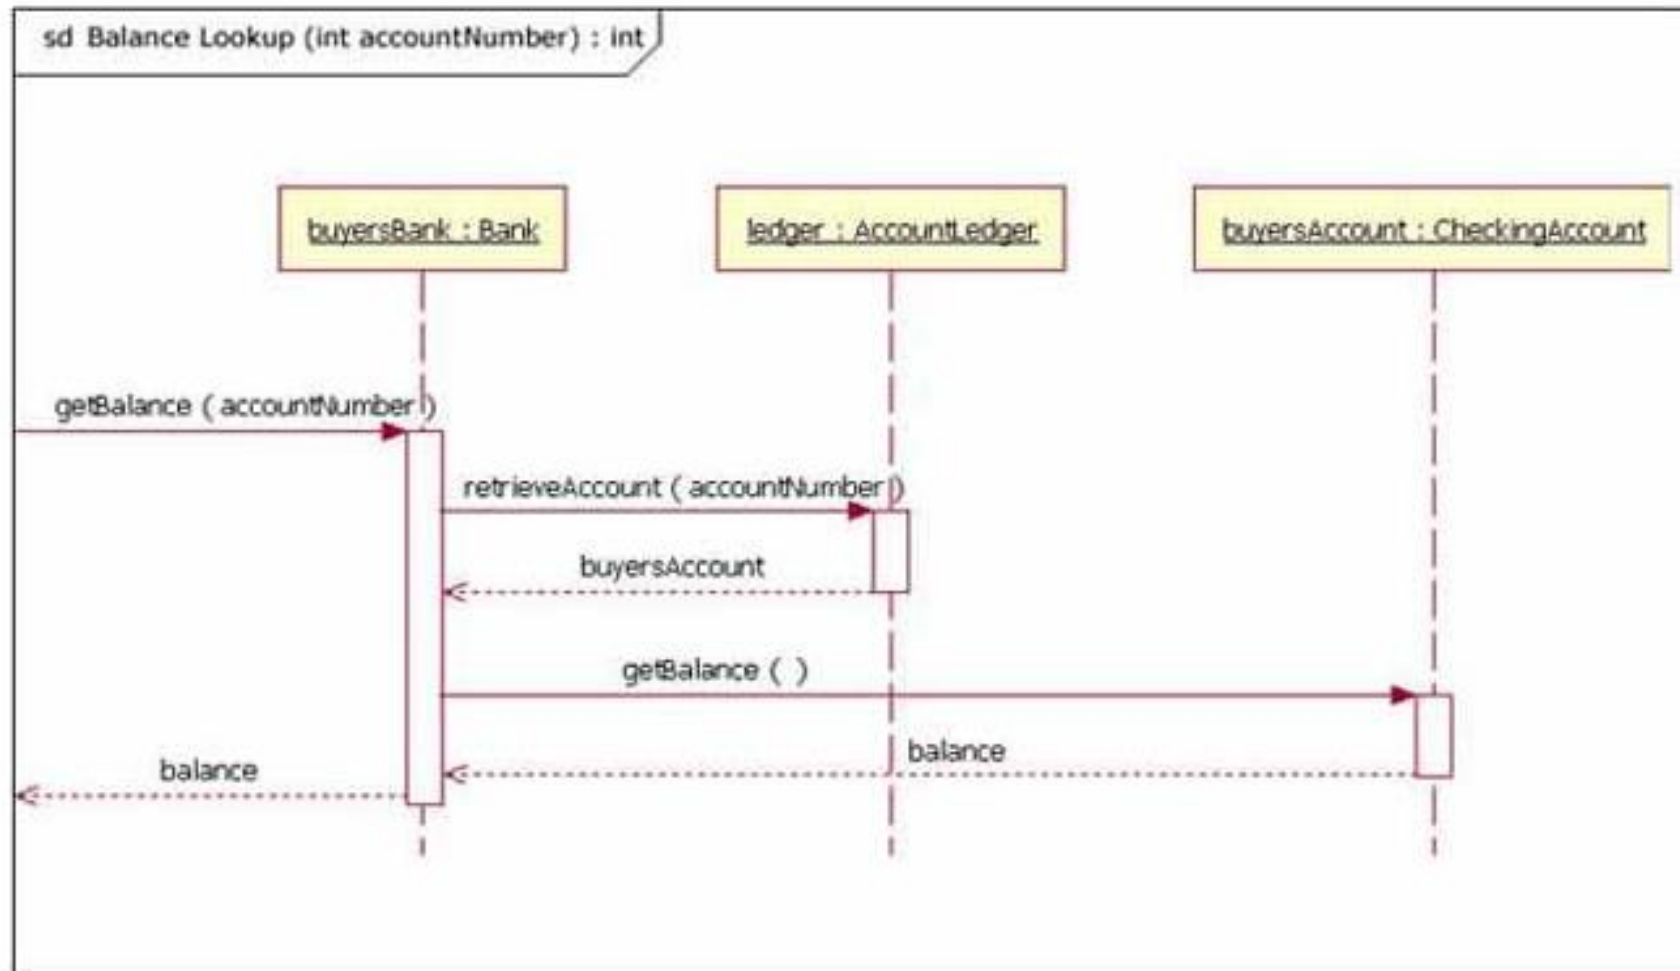 sd Balance Lookup (int accountNumber) : int
buyersBank : Bank
ledger : AccountLedger
buyersAccount : CheckingAccount
getBalance ( accountNumber )
retrieveAccount ( accountNumber )
buyersAccount
getBalance ( )
balance
balance